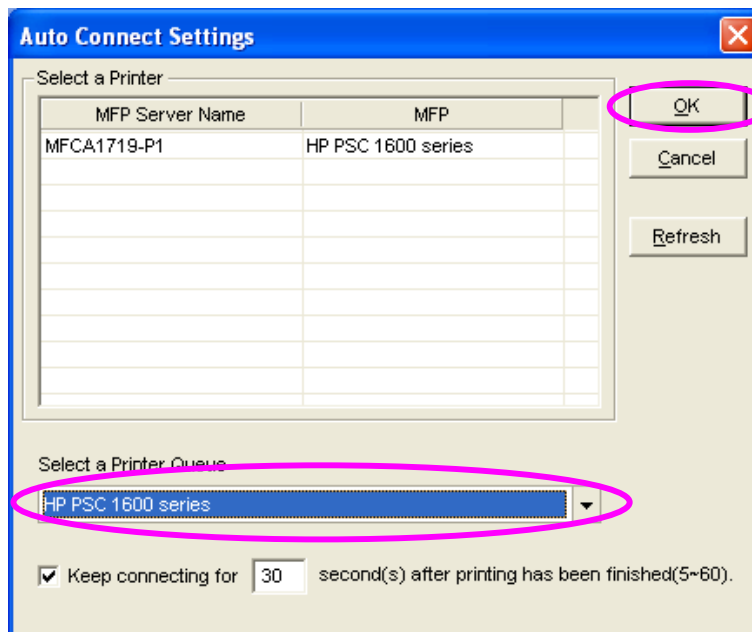 Auto Connect Settings
Select a Printer
MFP Server Name MFP
MFCA1719-P1 HP PSC 1600 series
OK
Cancel
Refresh
Select a Printer Queue
HP PSC 1600 series
Keep connecting for 30 second(s) after printing has been finished(5~60).